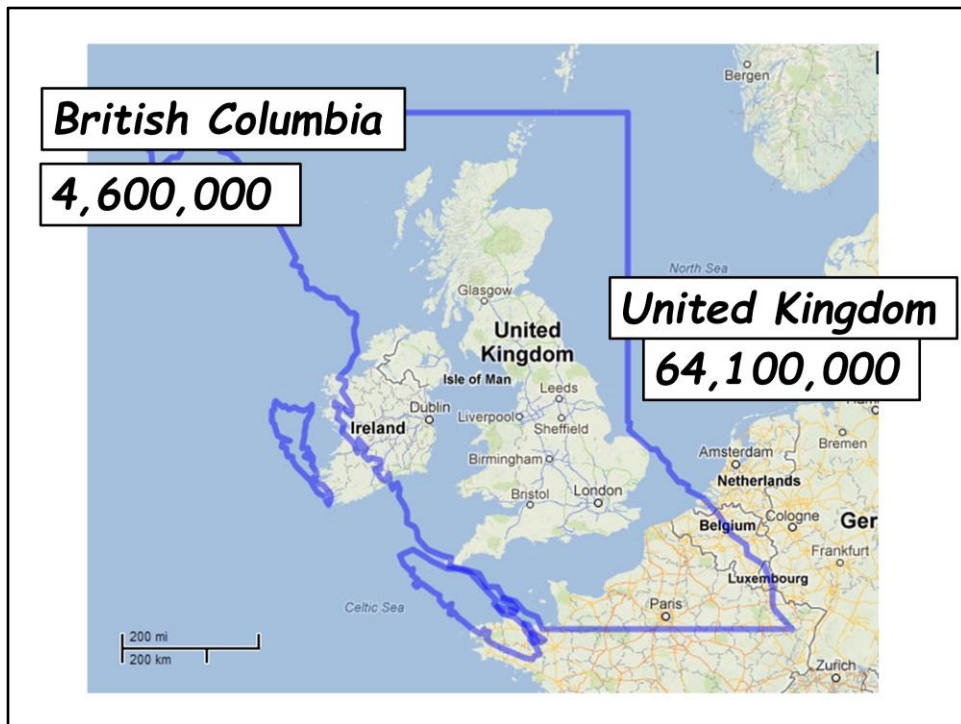 Bergen
British Columbia
4,600,000
North Sea
Glasgow
United Kingdom
64,100,000
United
Kingdom
Isle of Man
Leeds
Dublin
Liverpool
Sheffield
Ireland
Bremen
Birmingham
Amsterdam
Netherlands
Bristol
London
Belgium
Cologne
Ger
Frankfurt
Luxembourg
Celtic Sea
Paris
200 mi
200 km
Zurich